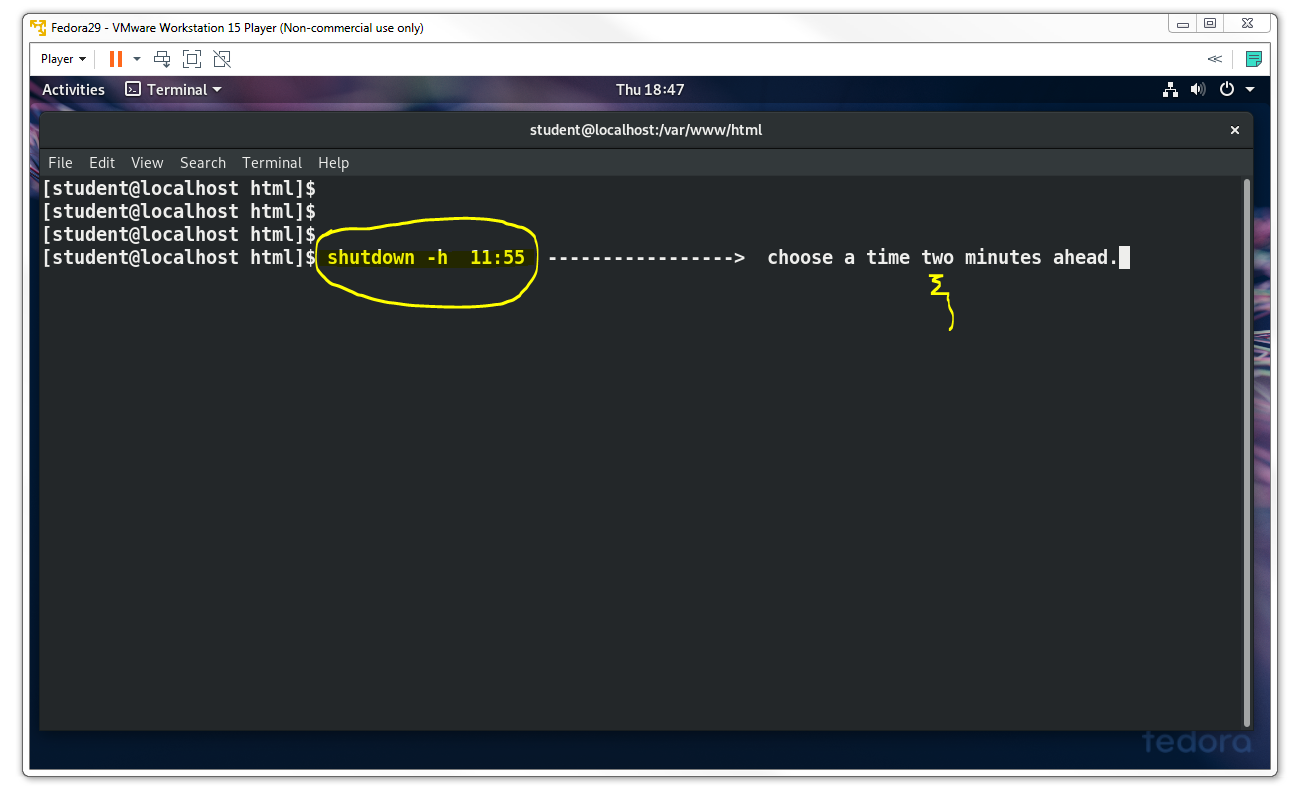 Fedora29 - VMware Workstation 15 Player (Non-commercial use only)
Player
Activities Terminal Thu 18:47
student@localhost:/var/www/html
File Edit View Search Terminal Help
[student@localhost html]$
[student@localhost html]$
[student@localhost html]$
[student@localhost html]$ shutdown -h  11:55  ----------------->  choose a time two minutes ahead.
fedora